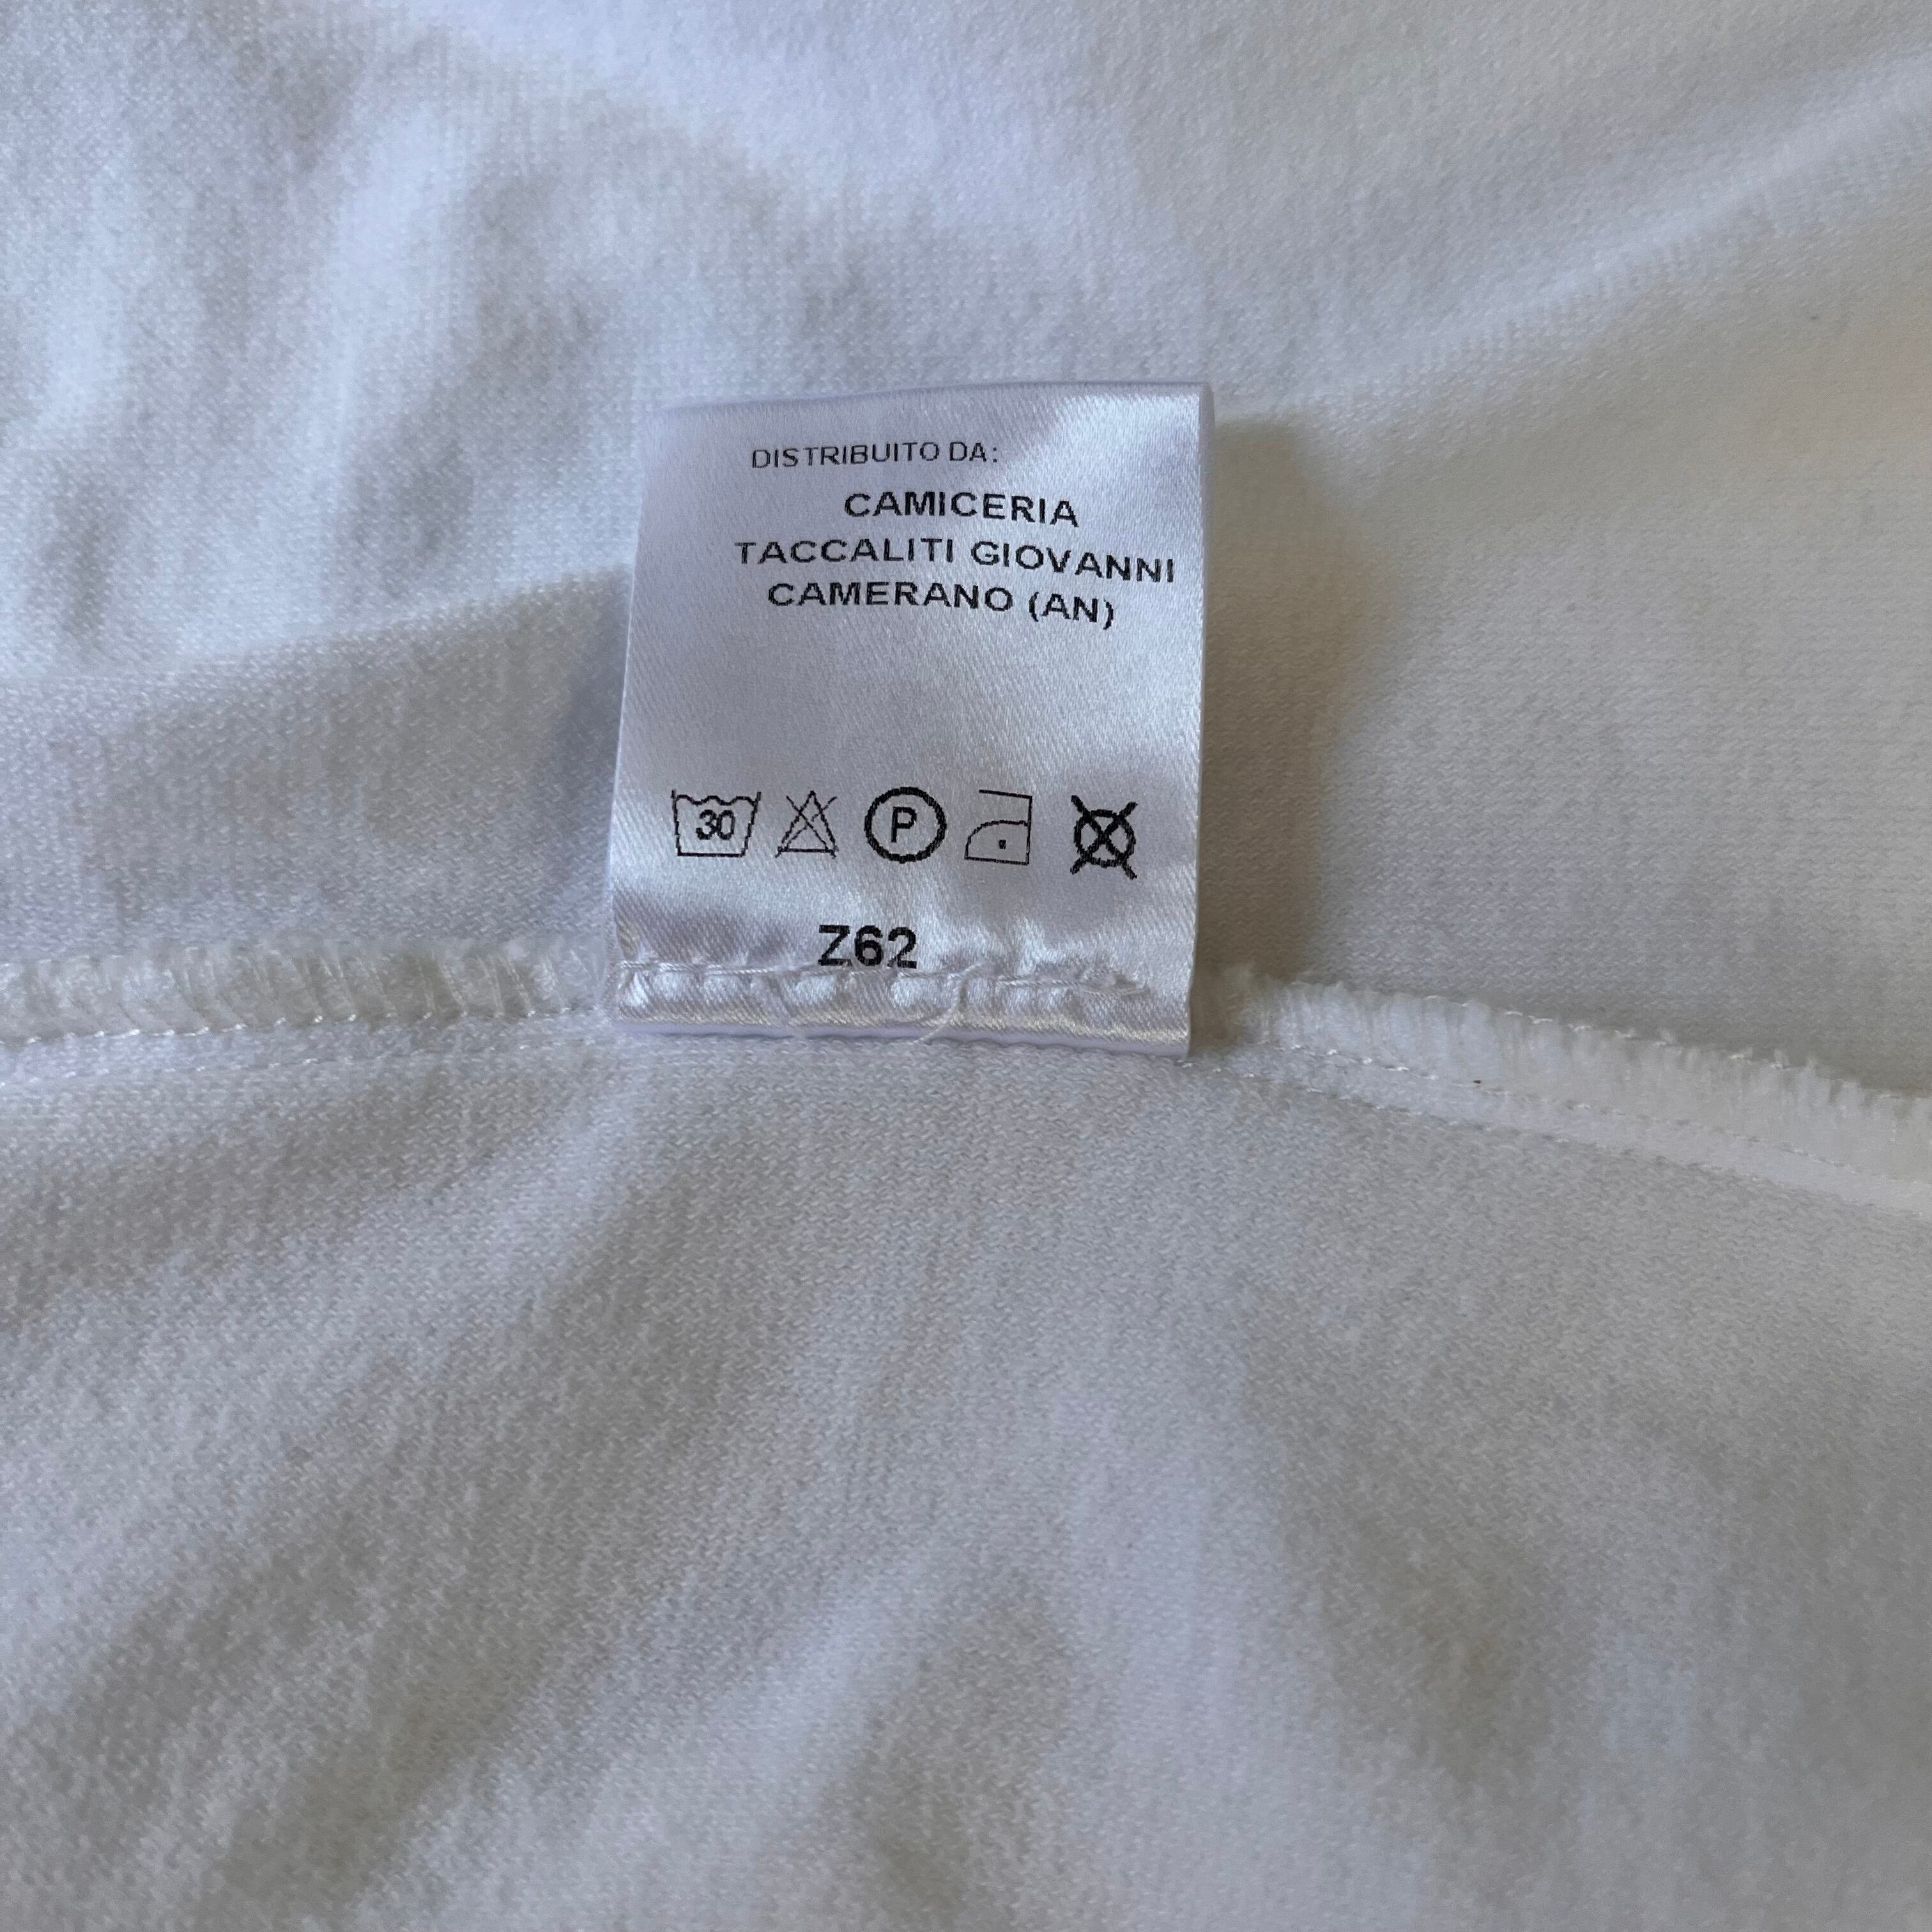 DISTRIBUITO DA:
CAMICERIA
TACCALITI GIOVANNI
CAMERANO (AN)
30 P
Z62